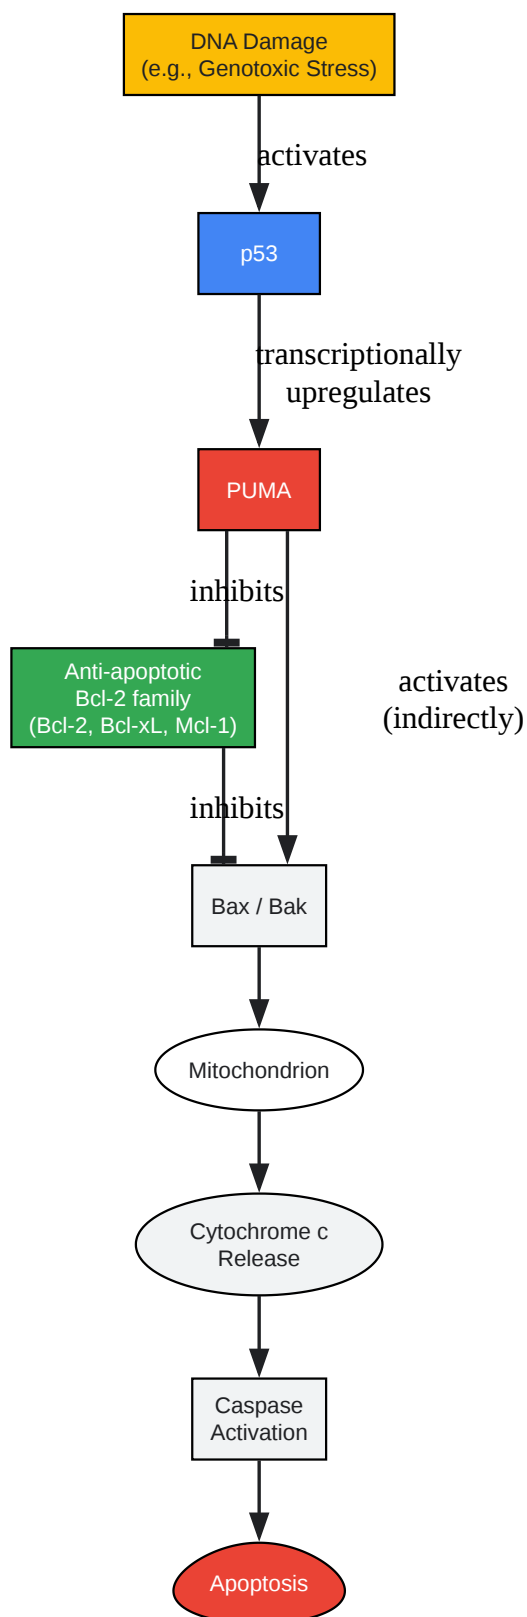 DNA Damage
(e.g., Genotoxic Stress)
activates
p53
transcriptionally
upregulates
PUMA
inhibits
Anti-apoptotic
Bcl-2 family
(Bcl-2, Bcl-xL, Mcl-1)
activates
(indirectly)
inhibits
Bax / Bak
Mitochondrion
Cytochrome c
Release
Caspase
Activation
Apoptosis